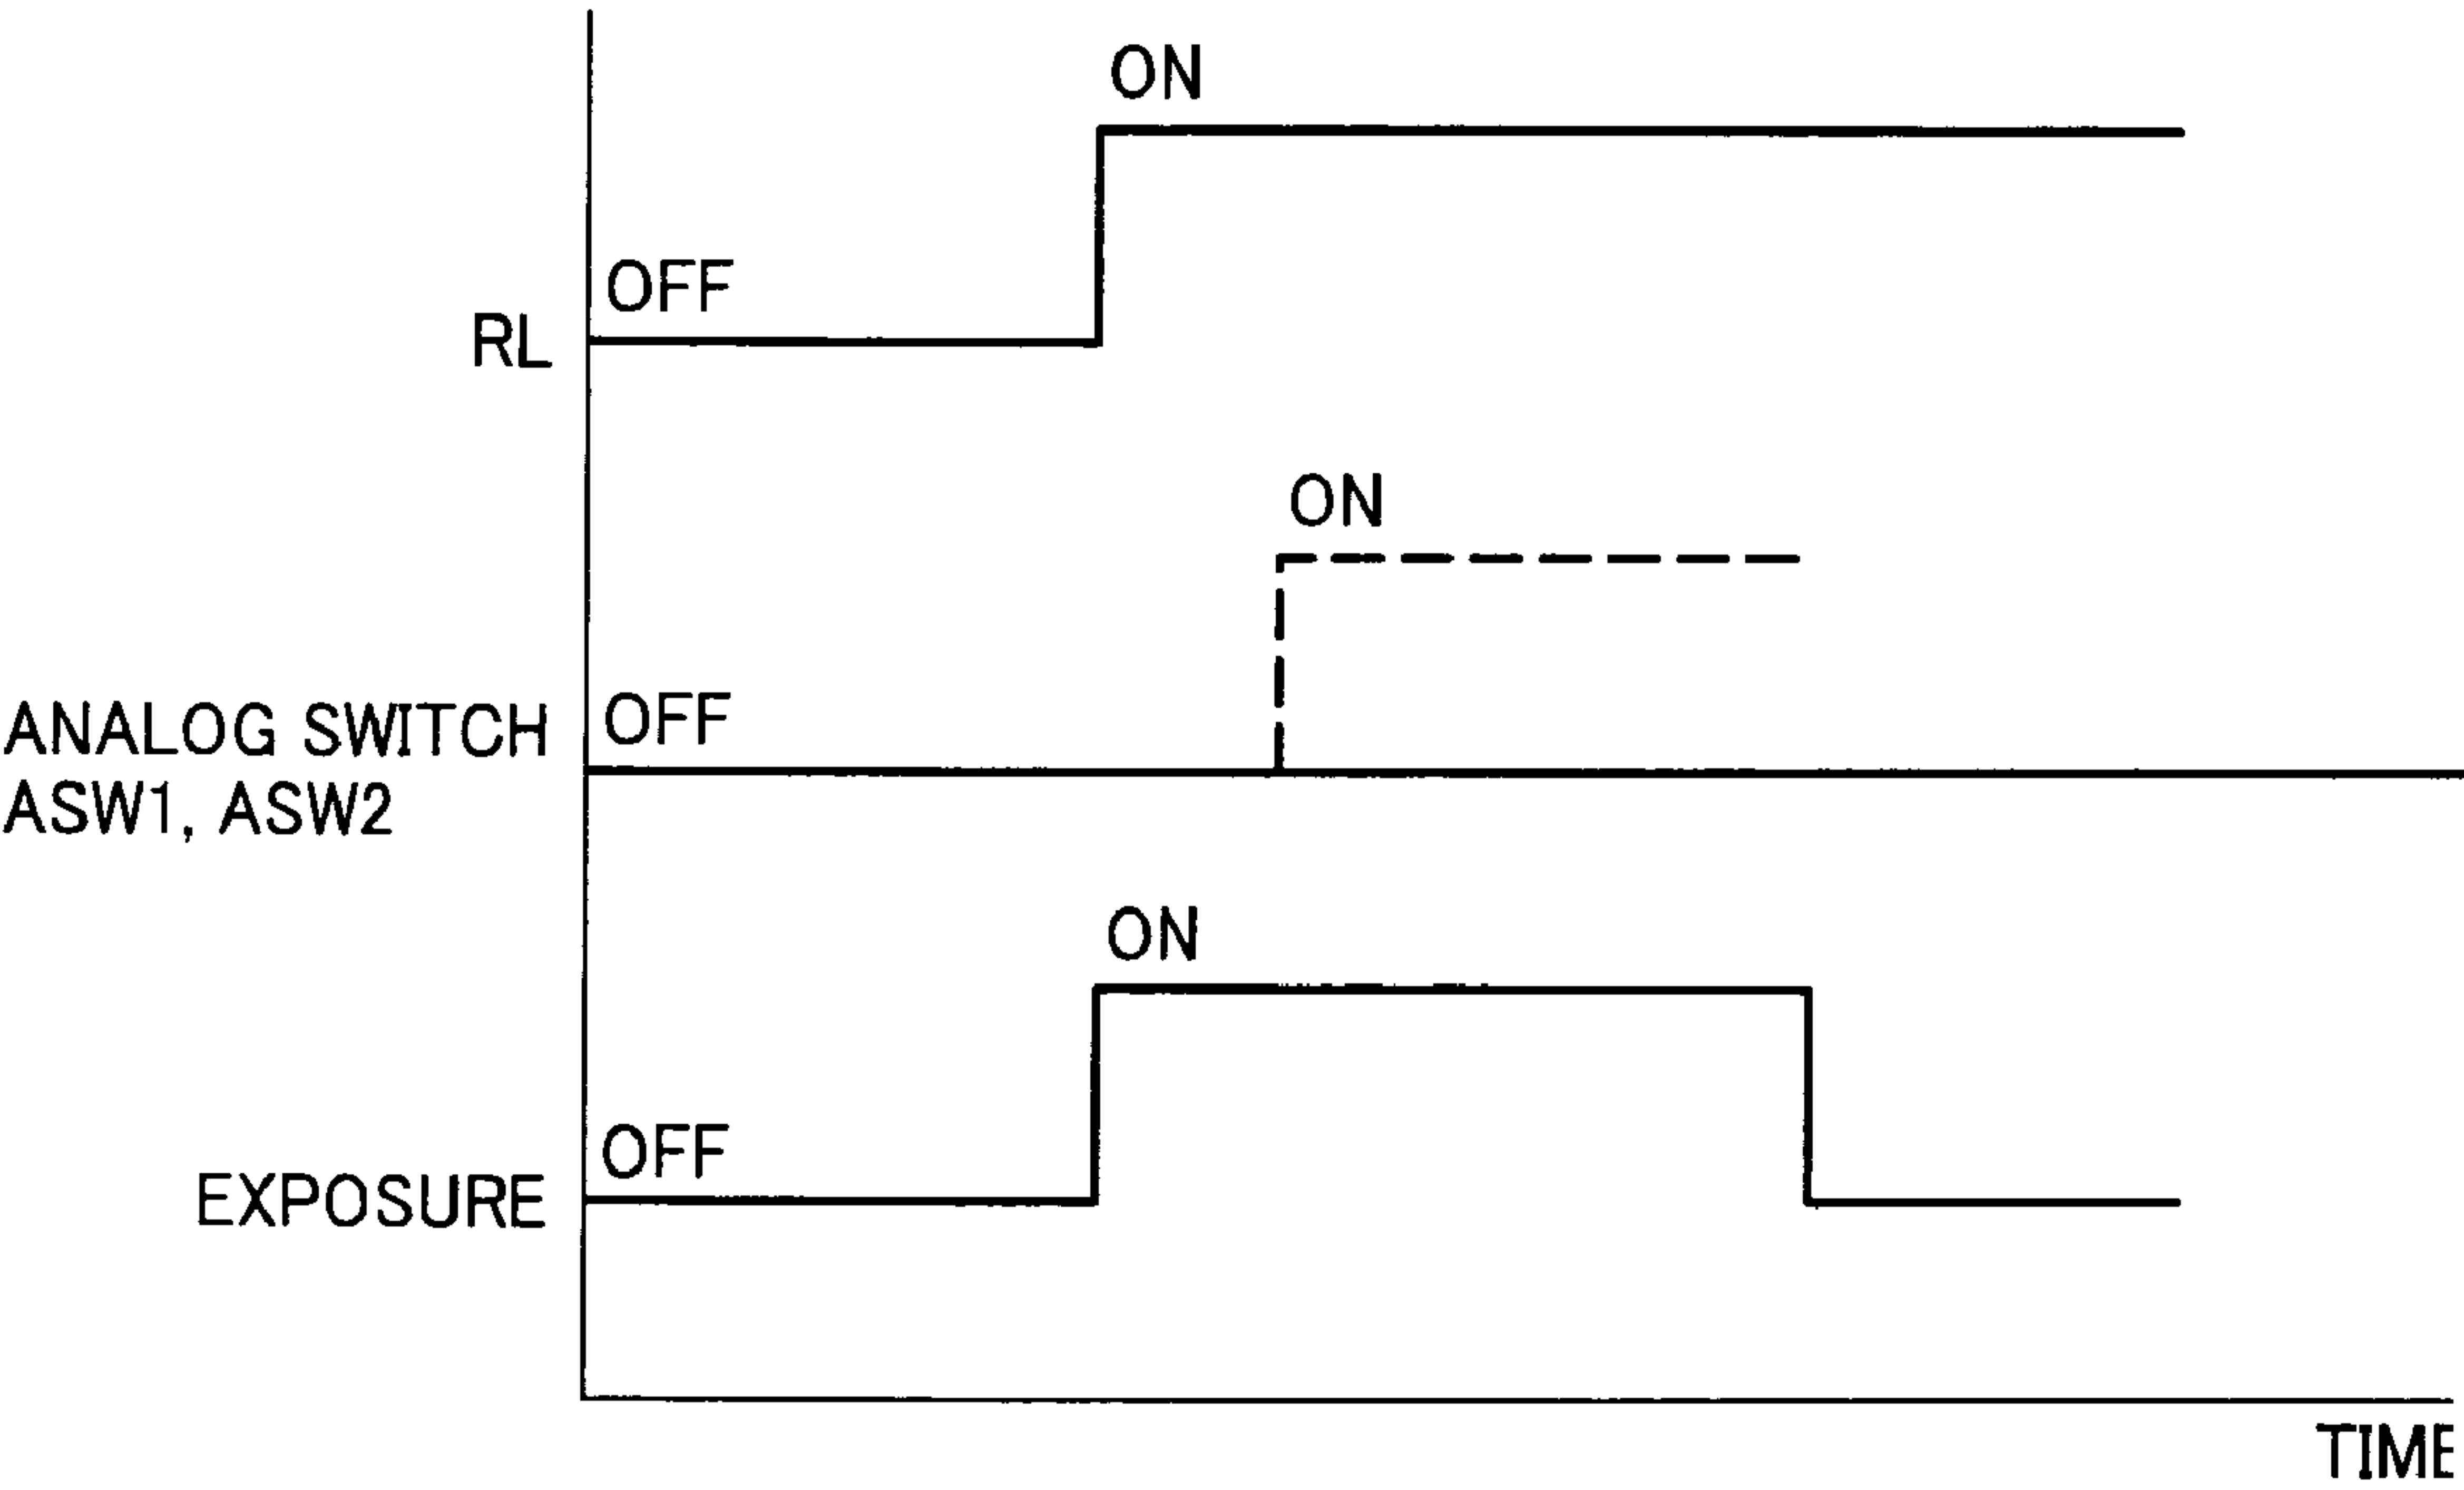 ON
OFF
RL
ON
OFF
ANALOG SWITCH
ASW1, ASW2
ON
OFF
EXPOSURE
TIME